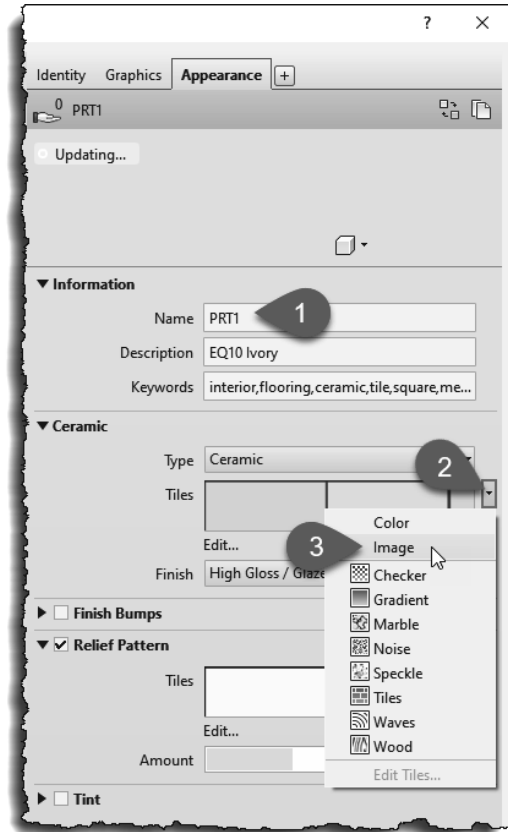 ? ×
Identity Graphics Appearance +
0 PRT1
Updating...
Information
Name PRT1 1
Description EQ10 Ivory
Keywords interior,flooring,ceramic,tile,square,me...
Ceramic
Type Ceramic
2
Tiles
Color
Edit... 3 Image
Finish High Gloss / Glaze
Checker
Gradient
Finish Bumps
Marble
Relief Pattern
Noise
Tiles
Speckle
Tiles
Edit...
Waves
Amount
Wood
Edit Tiles...
Tint